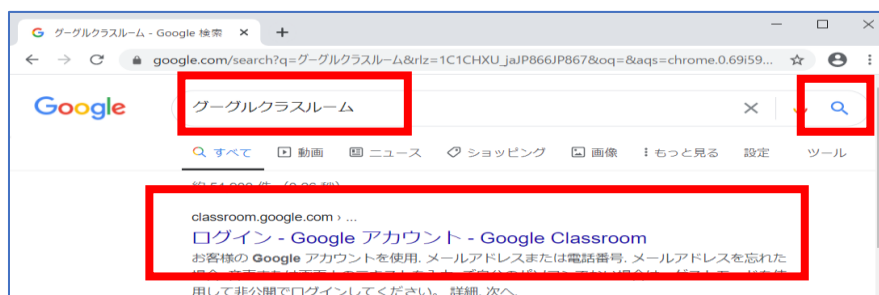 グーグルクラスルーム - Google 検索
google.com/search?q=グーグルクラスルーム&rlz=1C1CHXU_jaJP866JP867&oq=&aqs=chrome.0.69i59...
Google グーグルクラスルーム
すべて 動画 ニュース ショッピング 画像 もっと見る 設定 ツール
classroom.google.com › ...
ログイン - Google アカウント - Google Classroom
お客様の Google アカウントを使用. メールアドレスまたは電話番号. メールアドレスを忘れた
用して非公開でログインしてください。 詳細. 次へ.